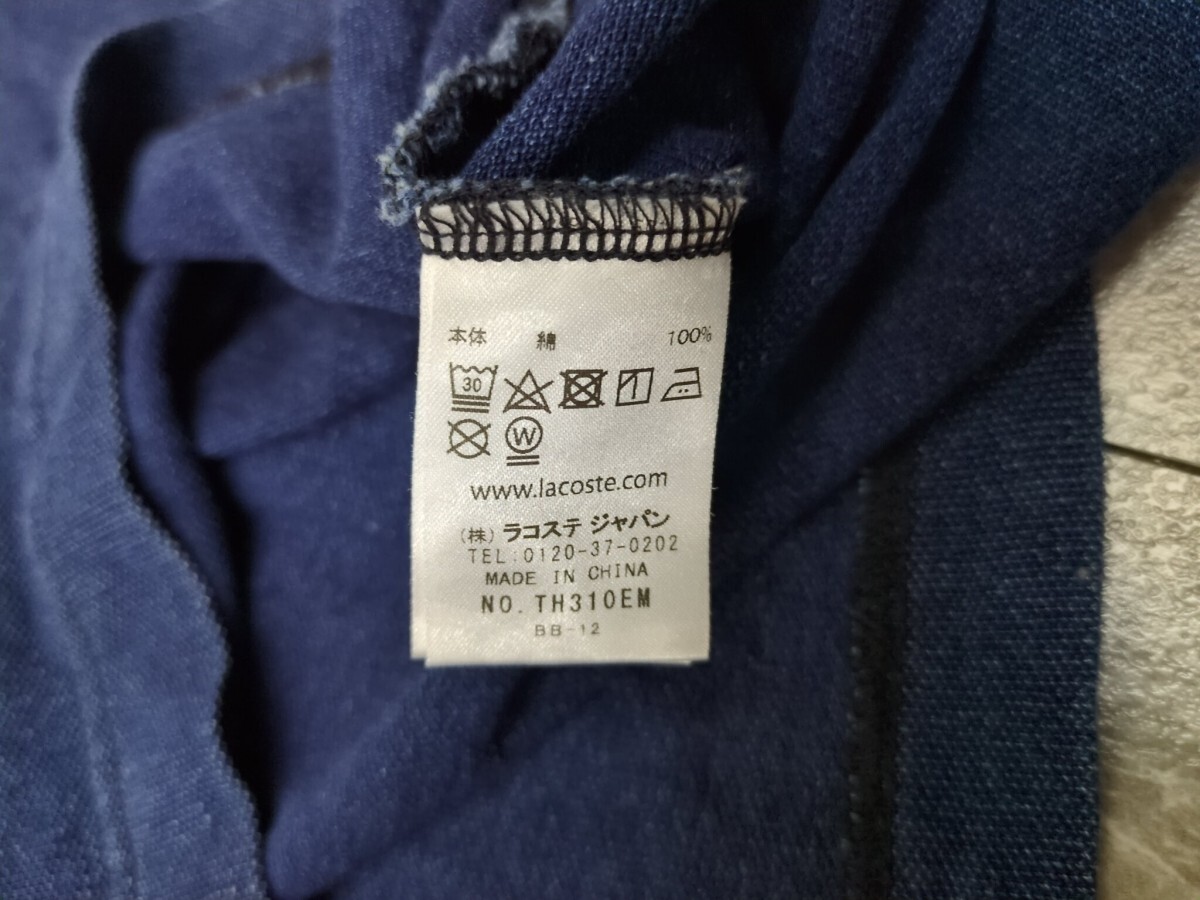 本体 綿 100%
30
W
www.lacoste.com
(株) ラコステ ジャパン
TEL:0120-37-0202
MADE IN CHINA
NO. TH310EM
BB-12